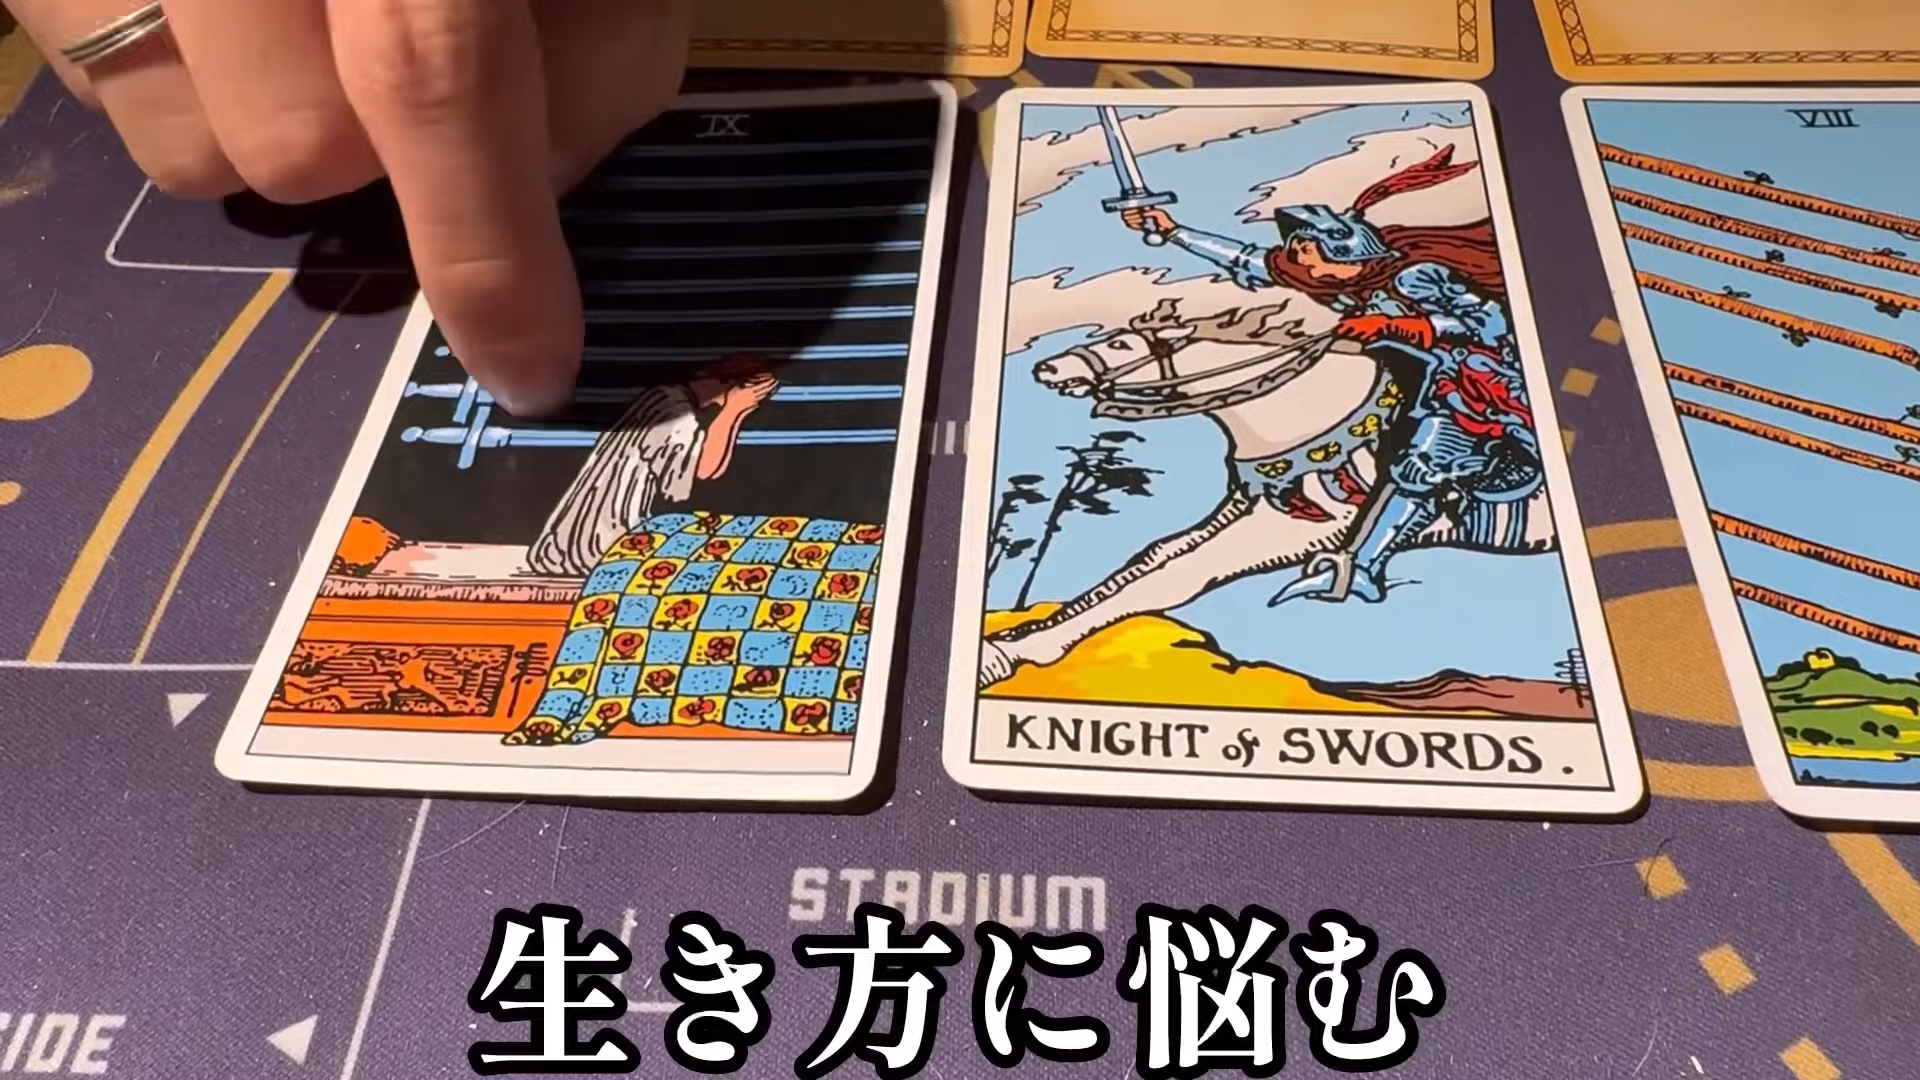 IX
VIII
KNIGHT of SWORDS.
STADIUM
SIDE
生き方に悩む